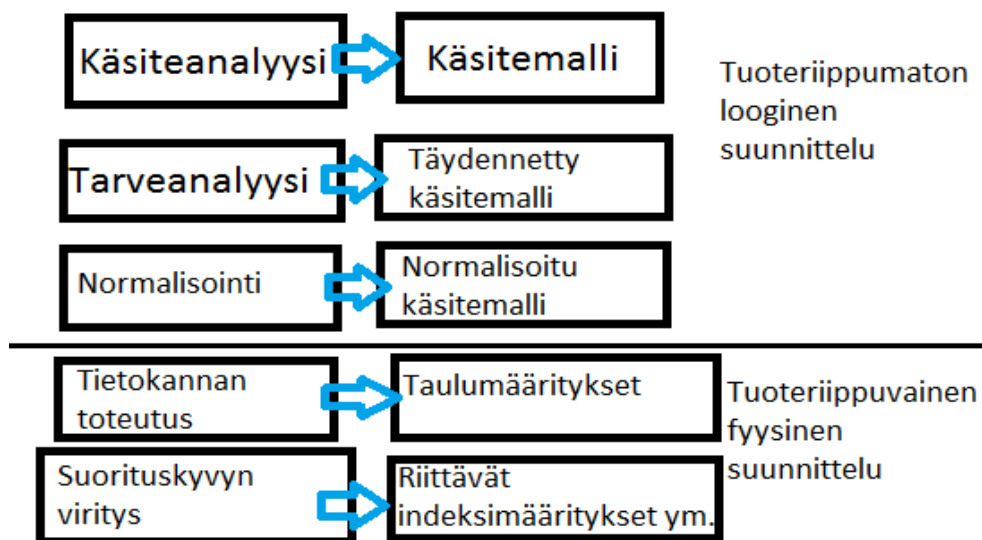 Käsiteanalyysi
Käsitemalli
Tuoteriippumaton
looginen
suunnittelu
Tarveanalyysi
Täydennetty
käsitemalli
Normalisointi
Normalisoitu
käsitemalli
Tietokannan
toteutus
Taulumääritykset
Tuoteriippuvainen
fyysinen
suunnittelu
Suorituskyvyn
viritys
Riittävät
indeksimääritykset ym.